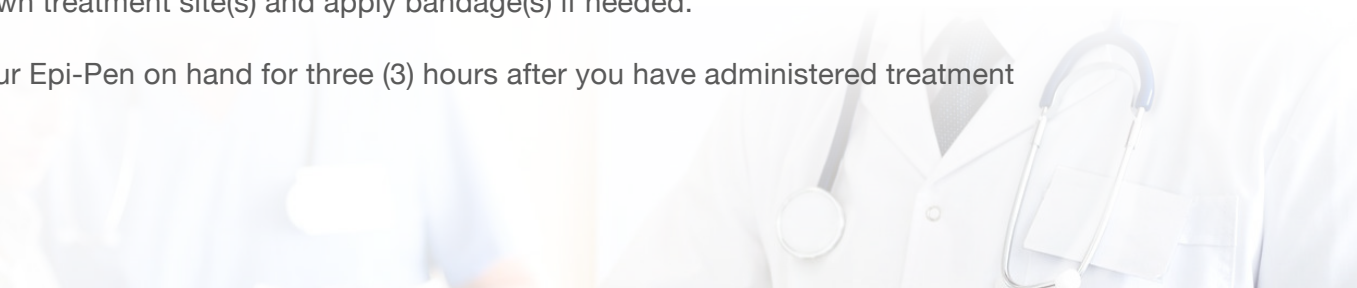 wn treatment site(s) and apply bandage(s) if needed.
ur Epi-Pen on hand for three (3) hours after you have administered treatment